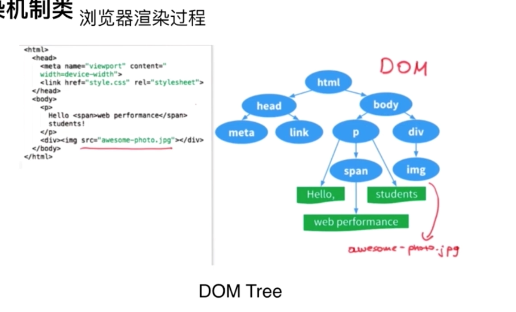 染机制类 浏览器渲染过程
<html>
<head>
<meta name="viewport" content="
width=device-width">
<link href="style.css" rel="stylesheet">
</head>
<body>
<p>
Hello <span>web performance</span>
students!
</p>
<div><img src="awesome-photo.jpg"></div>
</body>
</html>
DOM
html
head
body
meta
link
p
div
span
img
Hello,
students
web performance
awesome-photo.jpg
DOM Tree